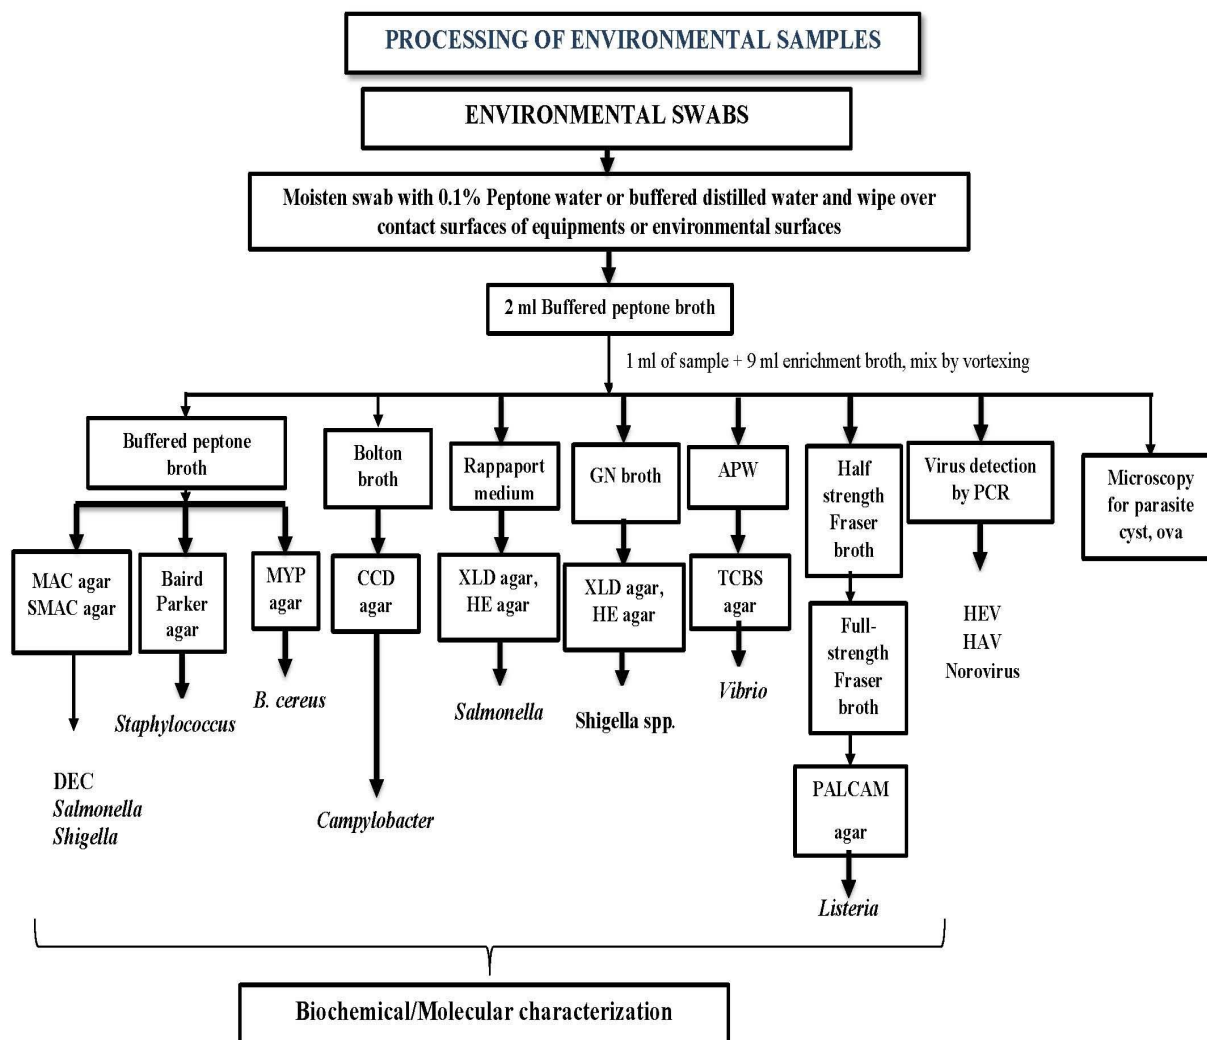 PROCESSING OF ENVIRONMENTAL SAMPLES
ENVIRONMENTAL SWABS
Moisten swab with 0.1% Peptone water or buffered distilled water and wipe over
contact surfaces of equipments or environmental surfaces
2 ml Buffered peptone broth
1 ml of sample + 9 ml enrichment broth, mix by vortexing
Buffered peptone
broth
Bolton
broth
Rappaport
medium
GN broth
APW
Half
strength
Fraser
broth
Virus detection
by PCR
Microscopy
for parasite
cyst, ova
MAC agar
SMAC agar
Baird
Parker
agar
MYP
agar
CCD
agar
XLD agar,
HE agar
XLD agar,
HE agar
TCBS
agar
Full-
strength
Fraser
broth
HEV
HAV
Norovirus
DEC
Salmonella
Shigella
Staphylococcus
B. cereus
Campylobacter
Salmonella
Shigella spp.
Vibrio
PALCAM
agar
Listeria
Biochemical/Molecular characterization